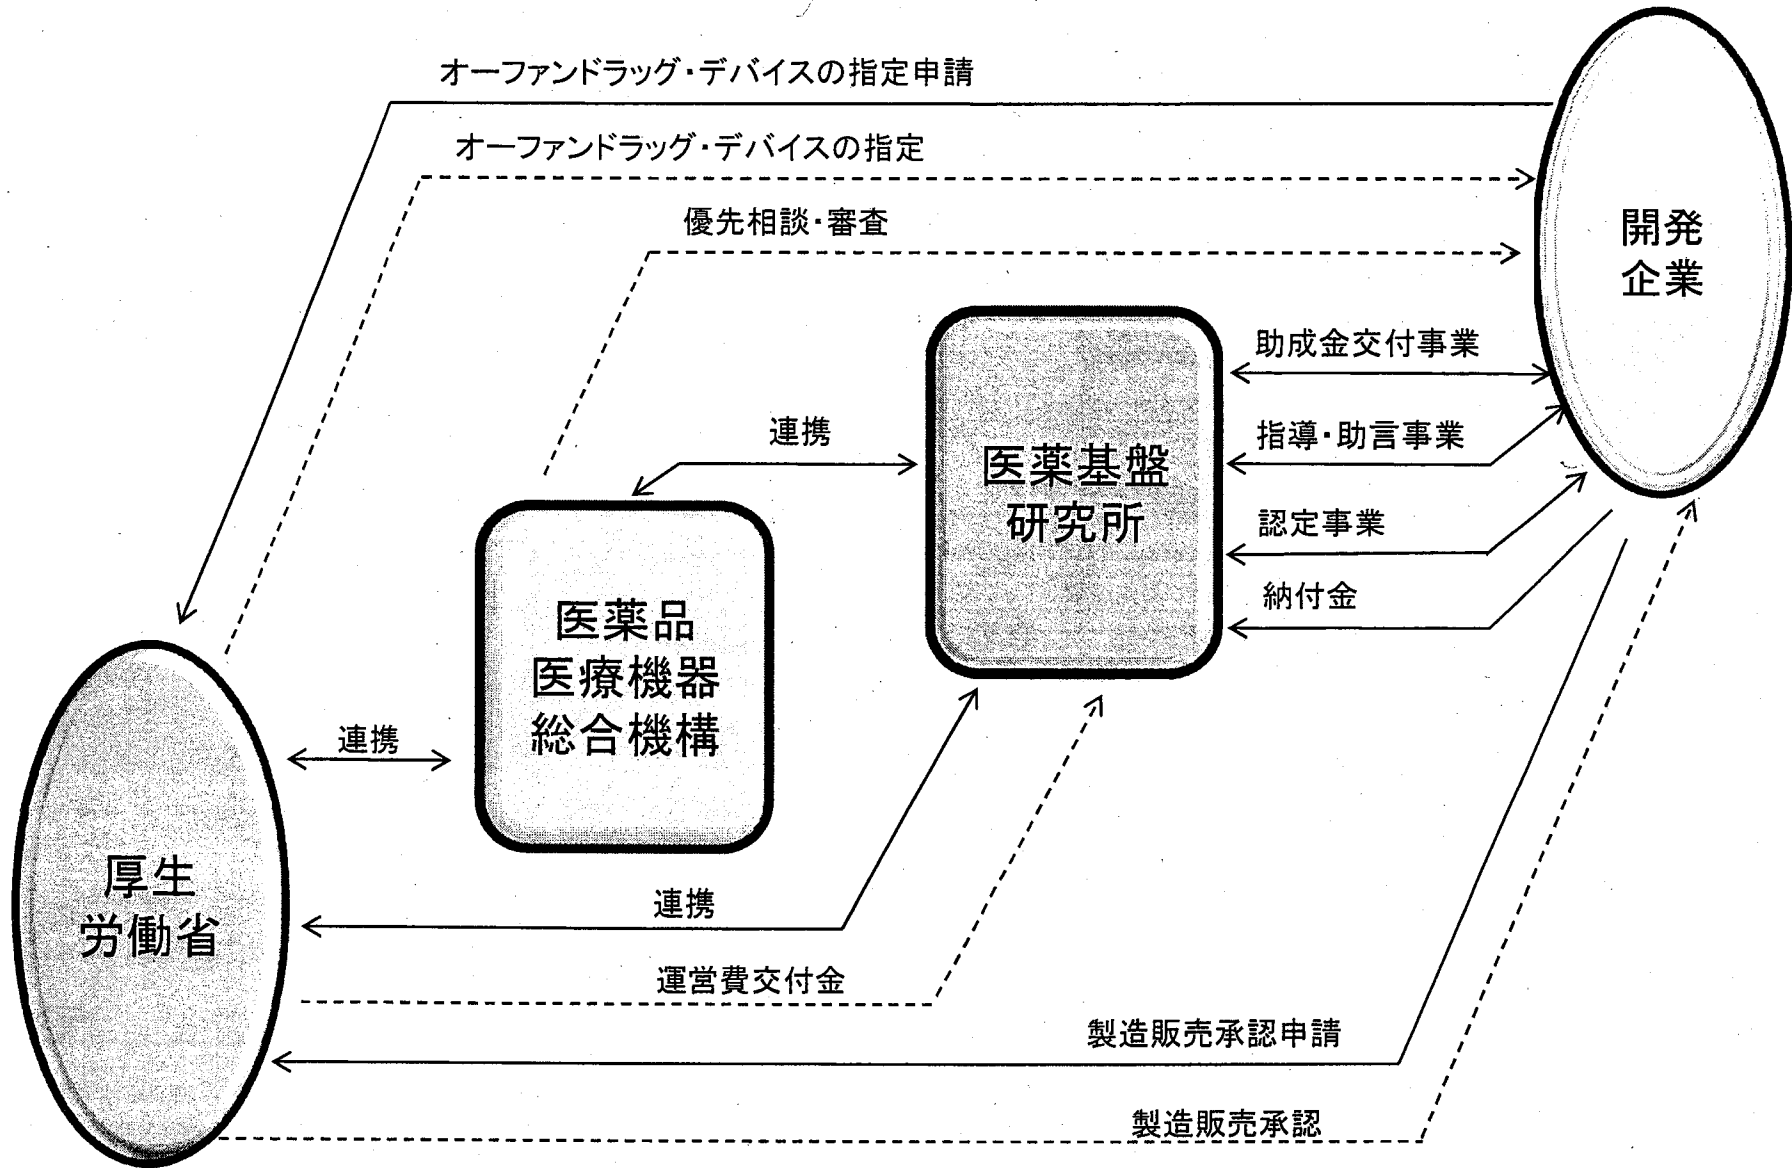 オーファンドラッグ・デバイスの指定申請
オーファンドラッグ・デバイスの指定
優先相談・審査
開発
企業
助成金交付事業
連携
指導・助言事業
医薬基盤
研究所
認定事業
納付金
医薬品
医療機器
総合機構
連携
厚生
労働省
連携
運営費交付金
製造販売承認申請
製造販売承認